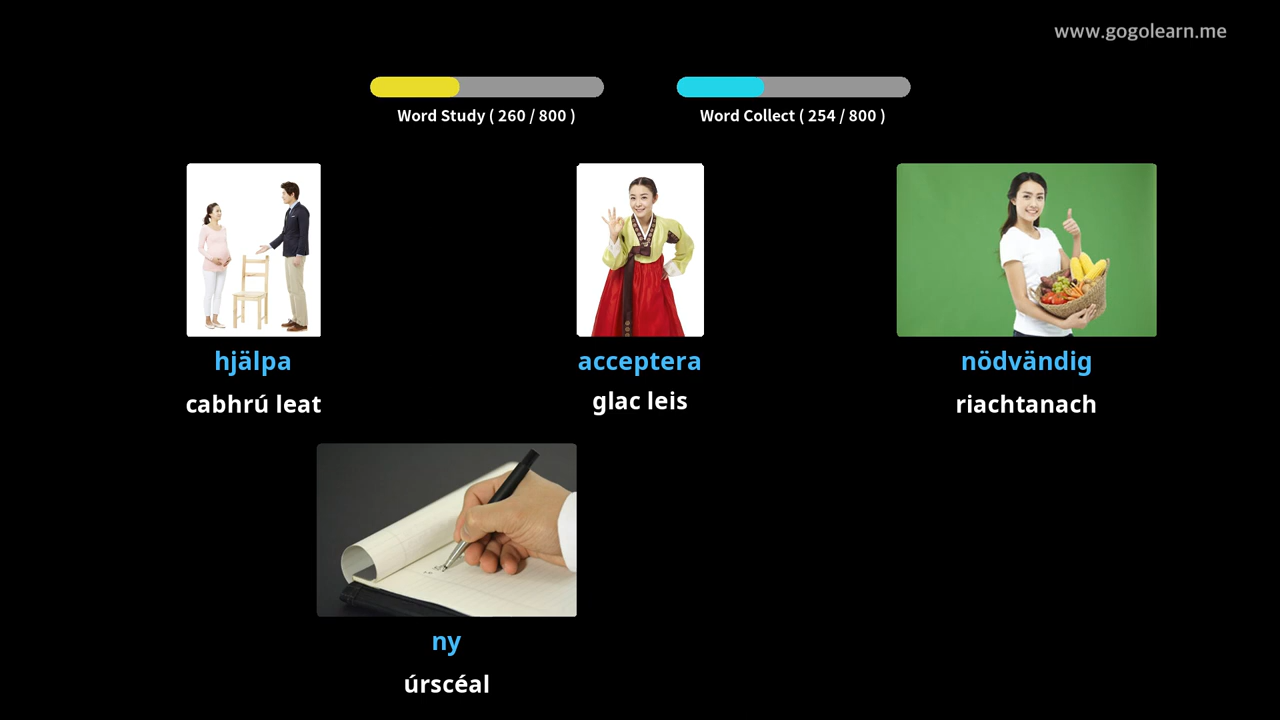 www.gogolearn.me
Word Study ( 260 / 800 )
Word Collect ( 254 / 800 )
hjälpa
cabhrú leat
acceptera
glac leis
nödvändig
riachtanach
ny
úrscéal